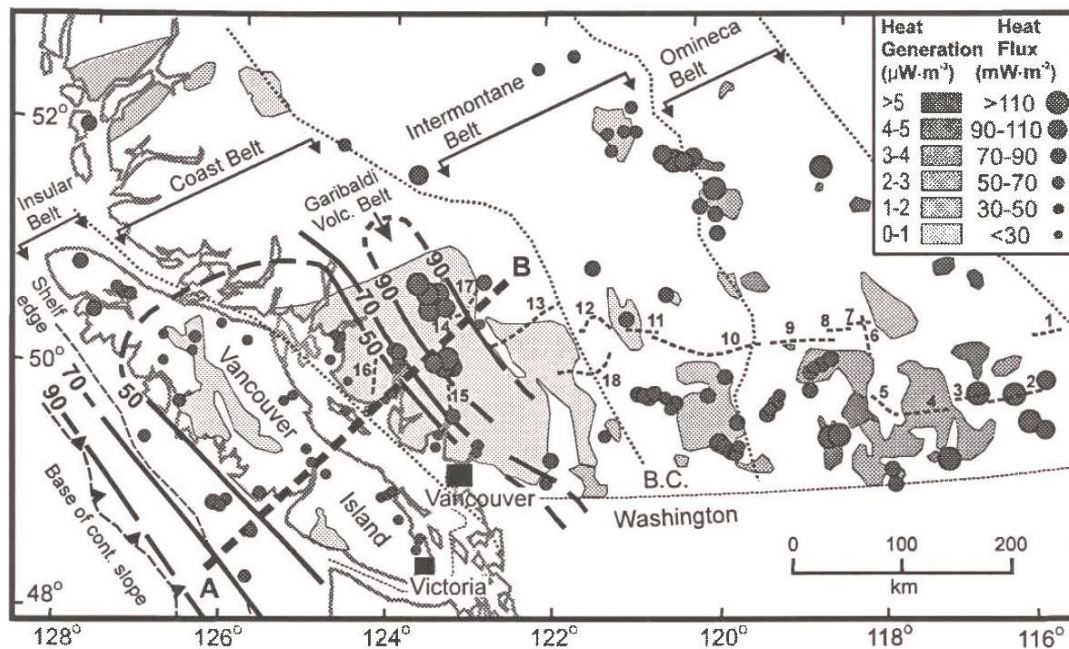 Heat Heat
Generation Flux
(μW·m⁻³) (mW·m⁻²)
>5 >110
4-5 90-110
3-4 70-90
2-3 50-70
1-2 30-50
0-1 <30
Omineca
Belt
Intermontane
Belt
Coast Belt
Garibaldi
Volc. Belt
Insular
Belt
Shelf
edge
Base of cont. slope
Vancouver
Island
Vancouver
Victoria
B.C.
Washington
A
B
90
70
50
50
70
90
90
1
2
3
4
5
6
7
8
9
10
11
12
13
14
15
16
17
18
0 100 200
km
52°
50°
48°
128° 126° 124° 122° 120° 118° 116°